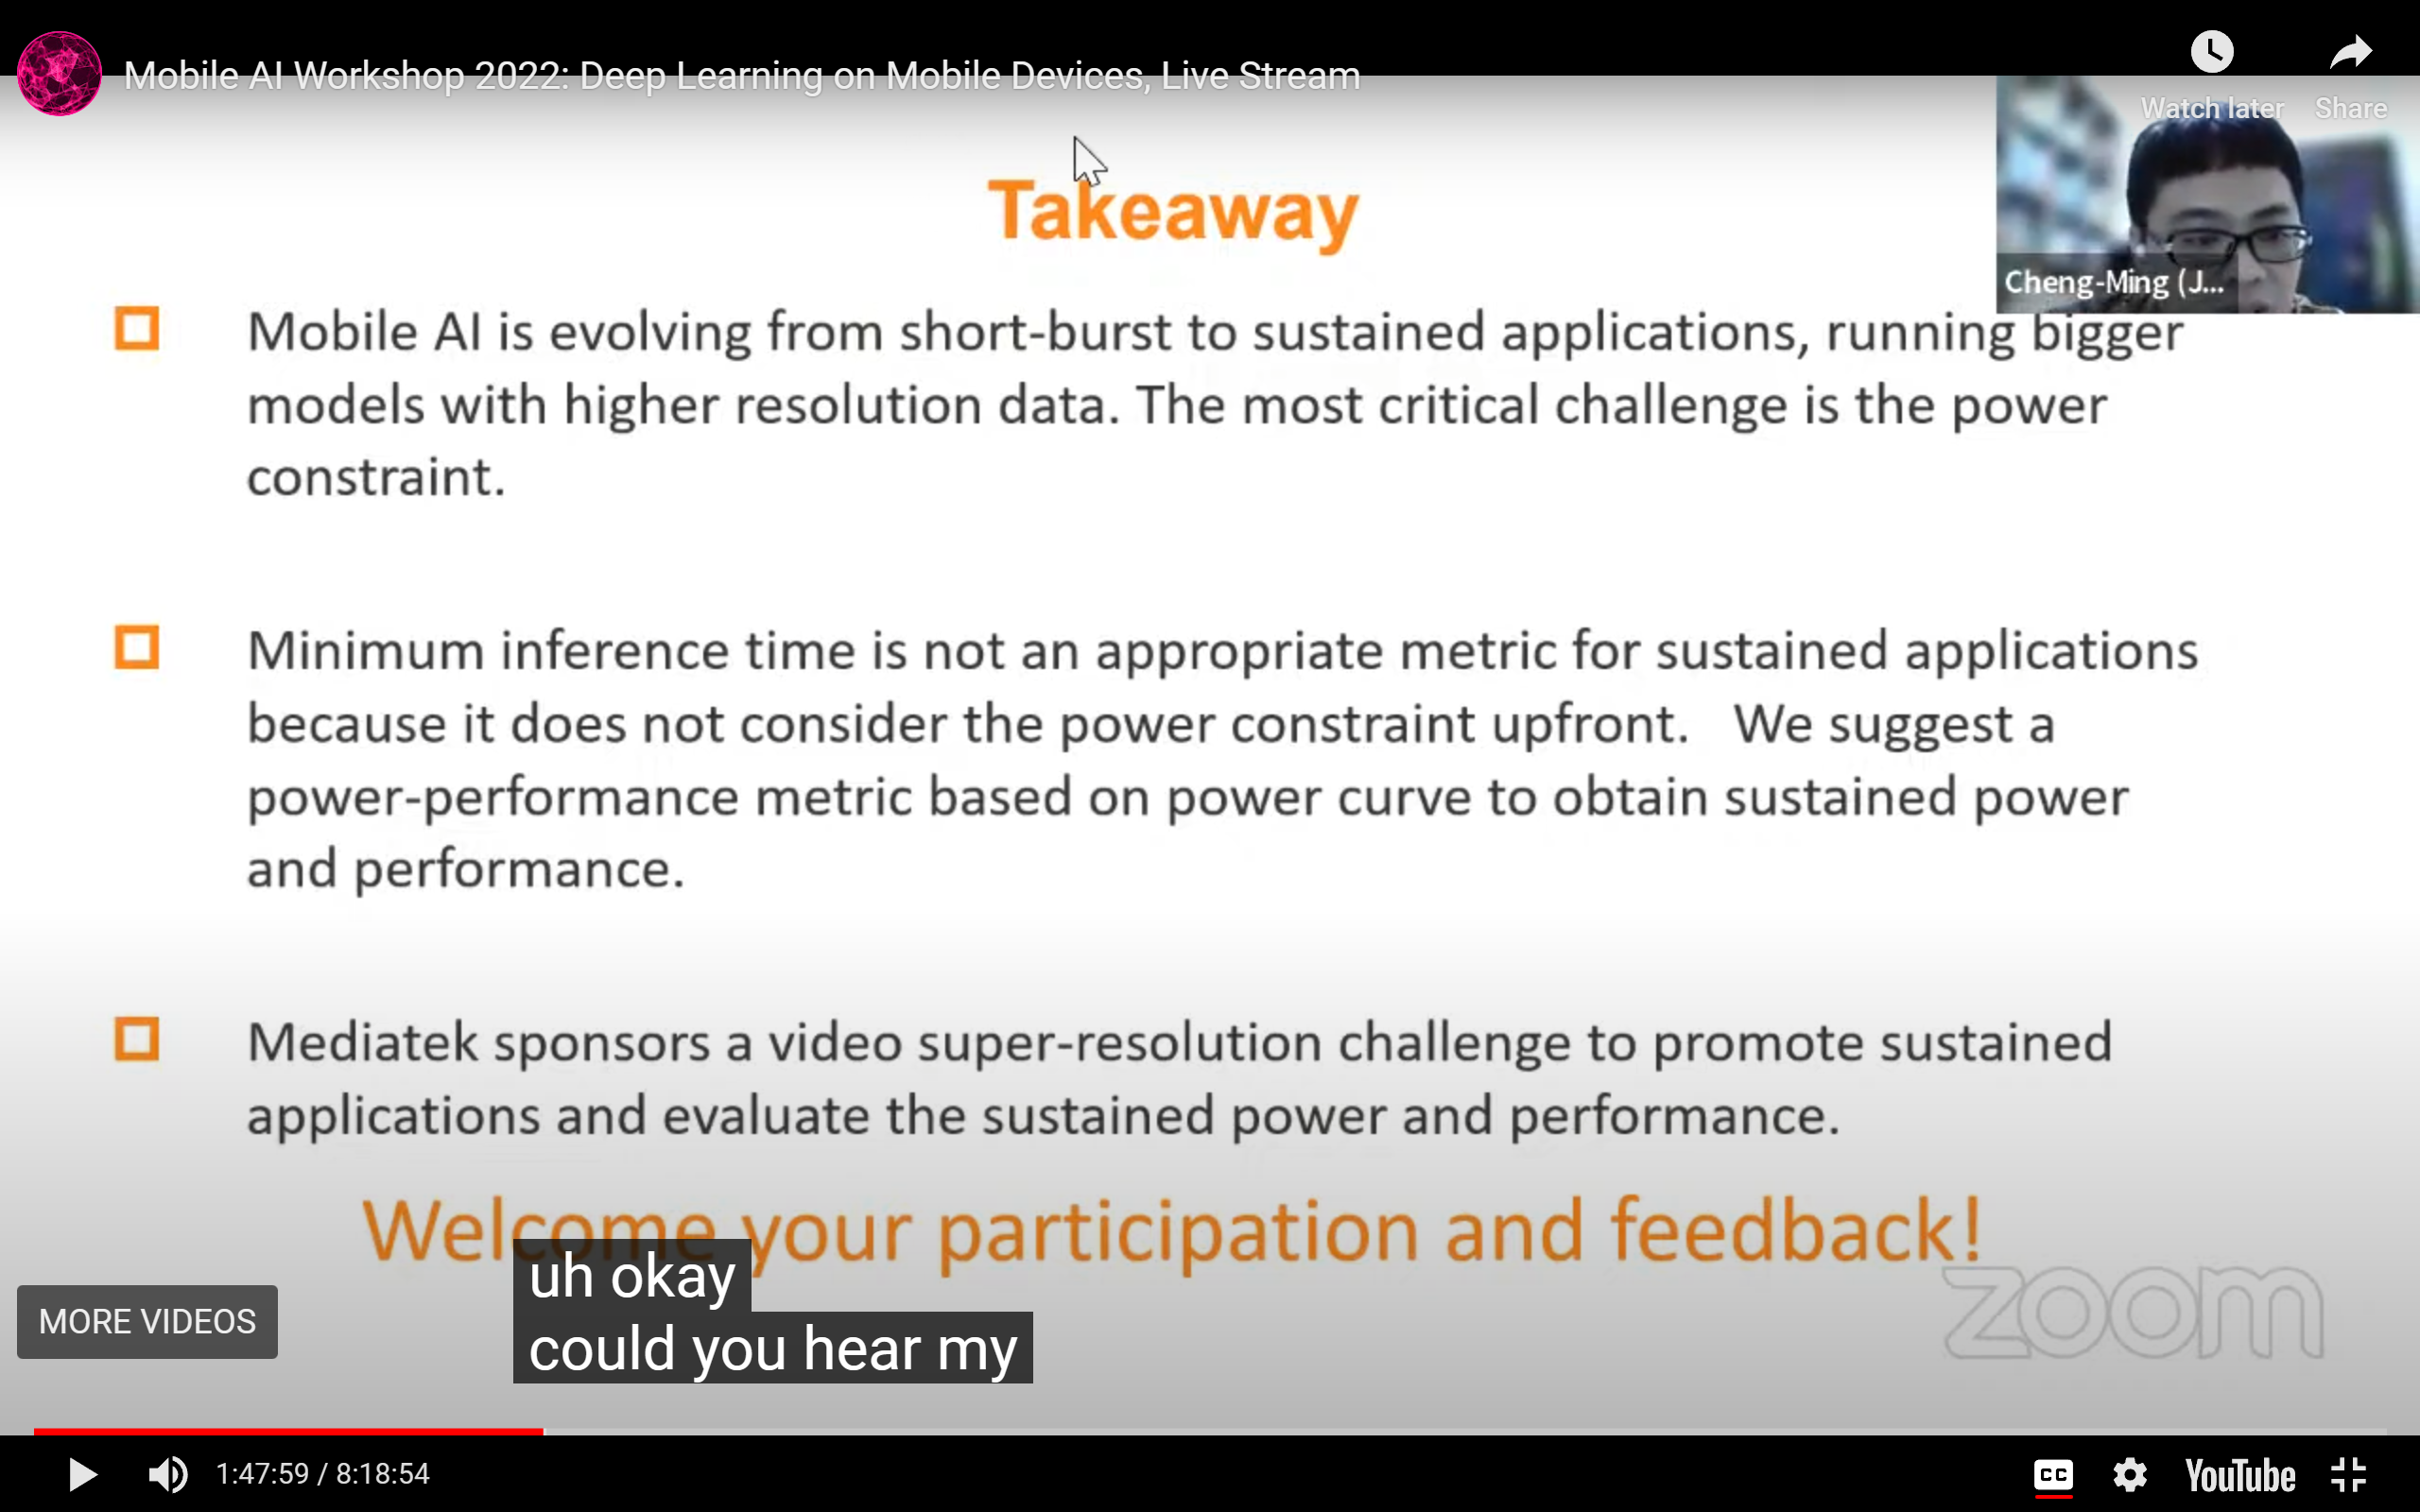 Mobile AI Workshop 2022: Deep Learning on Mobile Devices, Live Stream
Watch later
Share
Takeaway
Cheng-Ming (J...
Mobile AI is evolving from short-burst to sustained applications, running bigger
models with higher resolution data. The most critical challenge is the power
constraint.
Minimum inference time is not an appropriate metric for sustained applications
because it does not consider the power constraint upfront. We suggest a
power-performance metric based on power curve to obtain sustained power
and performance.
Mediatek sponsors a video super-resolution challenge to promote sustained
applications and evaluate the sustained power and performance.
Welcome your participation and feedback!
uh okay
could you hear my
MORE VIDEOS
zoom
1:47:59 / 8:18:54
CC
YouTube